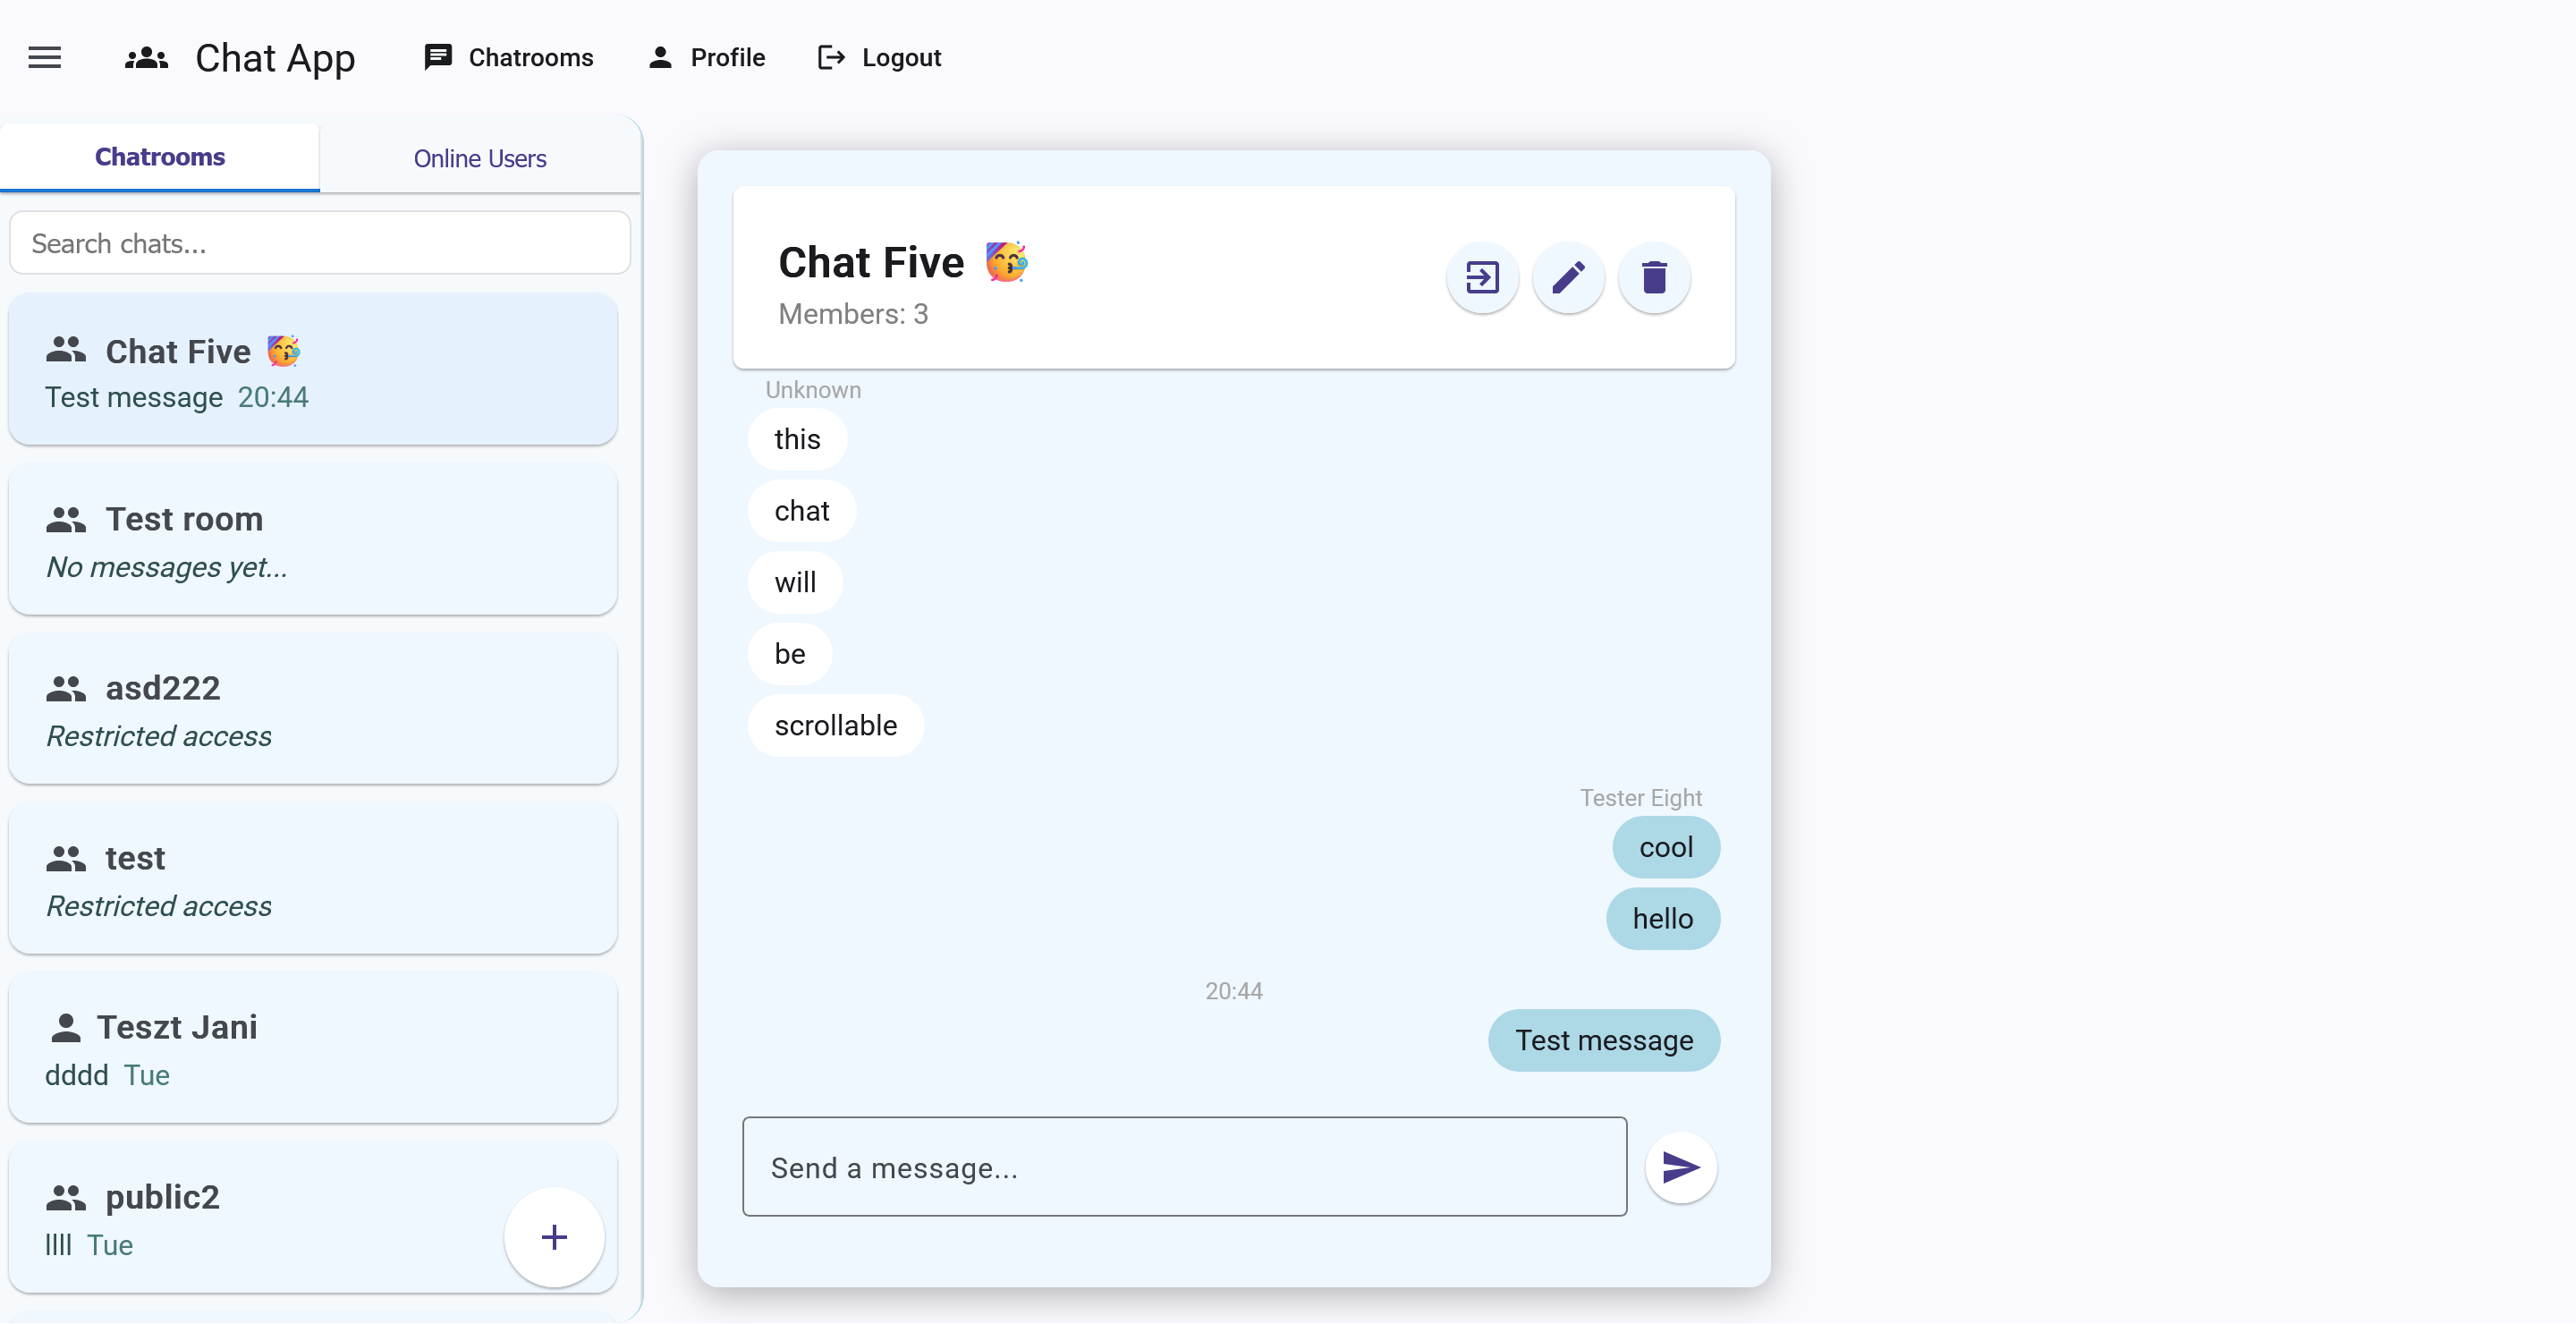 Chat App
Chatrooms
Profile
Logout
Chatrooms
Online Users
Search chats...
Chat Five 🥳
Test message 20:44
Test room
No messages yet...
asd222
Restricted access
test
Restricted access
Teszt Jani
dddd Tue
public2
llll Tue
Chat Five 🥳
Members: 3
Unknown
this
chat
will
be
scrollable
Tester Eight
cool
hello
20:44
Test message
Send a message...